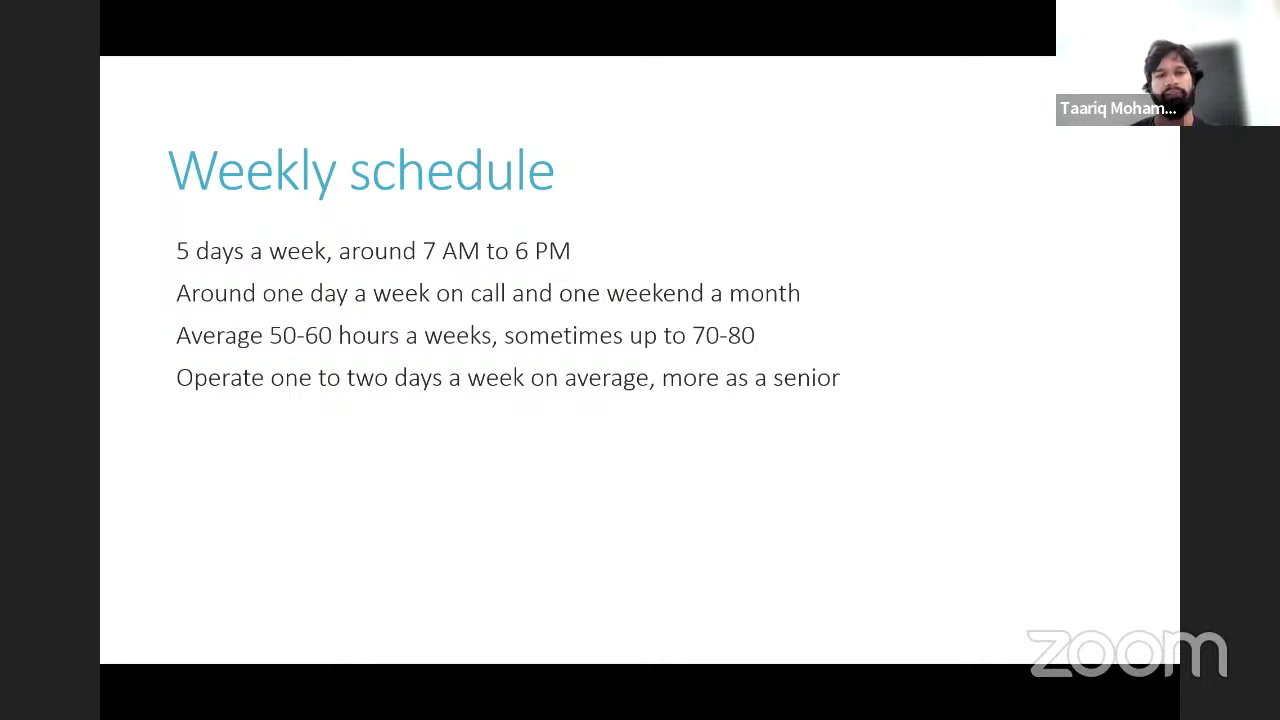 Taariq Moham...
Weekly schedule
5 days a week, around 7 AM to 6 PM
Around one day a week on call and one weekend a month
Average 50-60 hours a weeks, sometimes up to 70-80
Operate one to two days a week on average, more as a senior
zoom